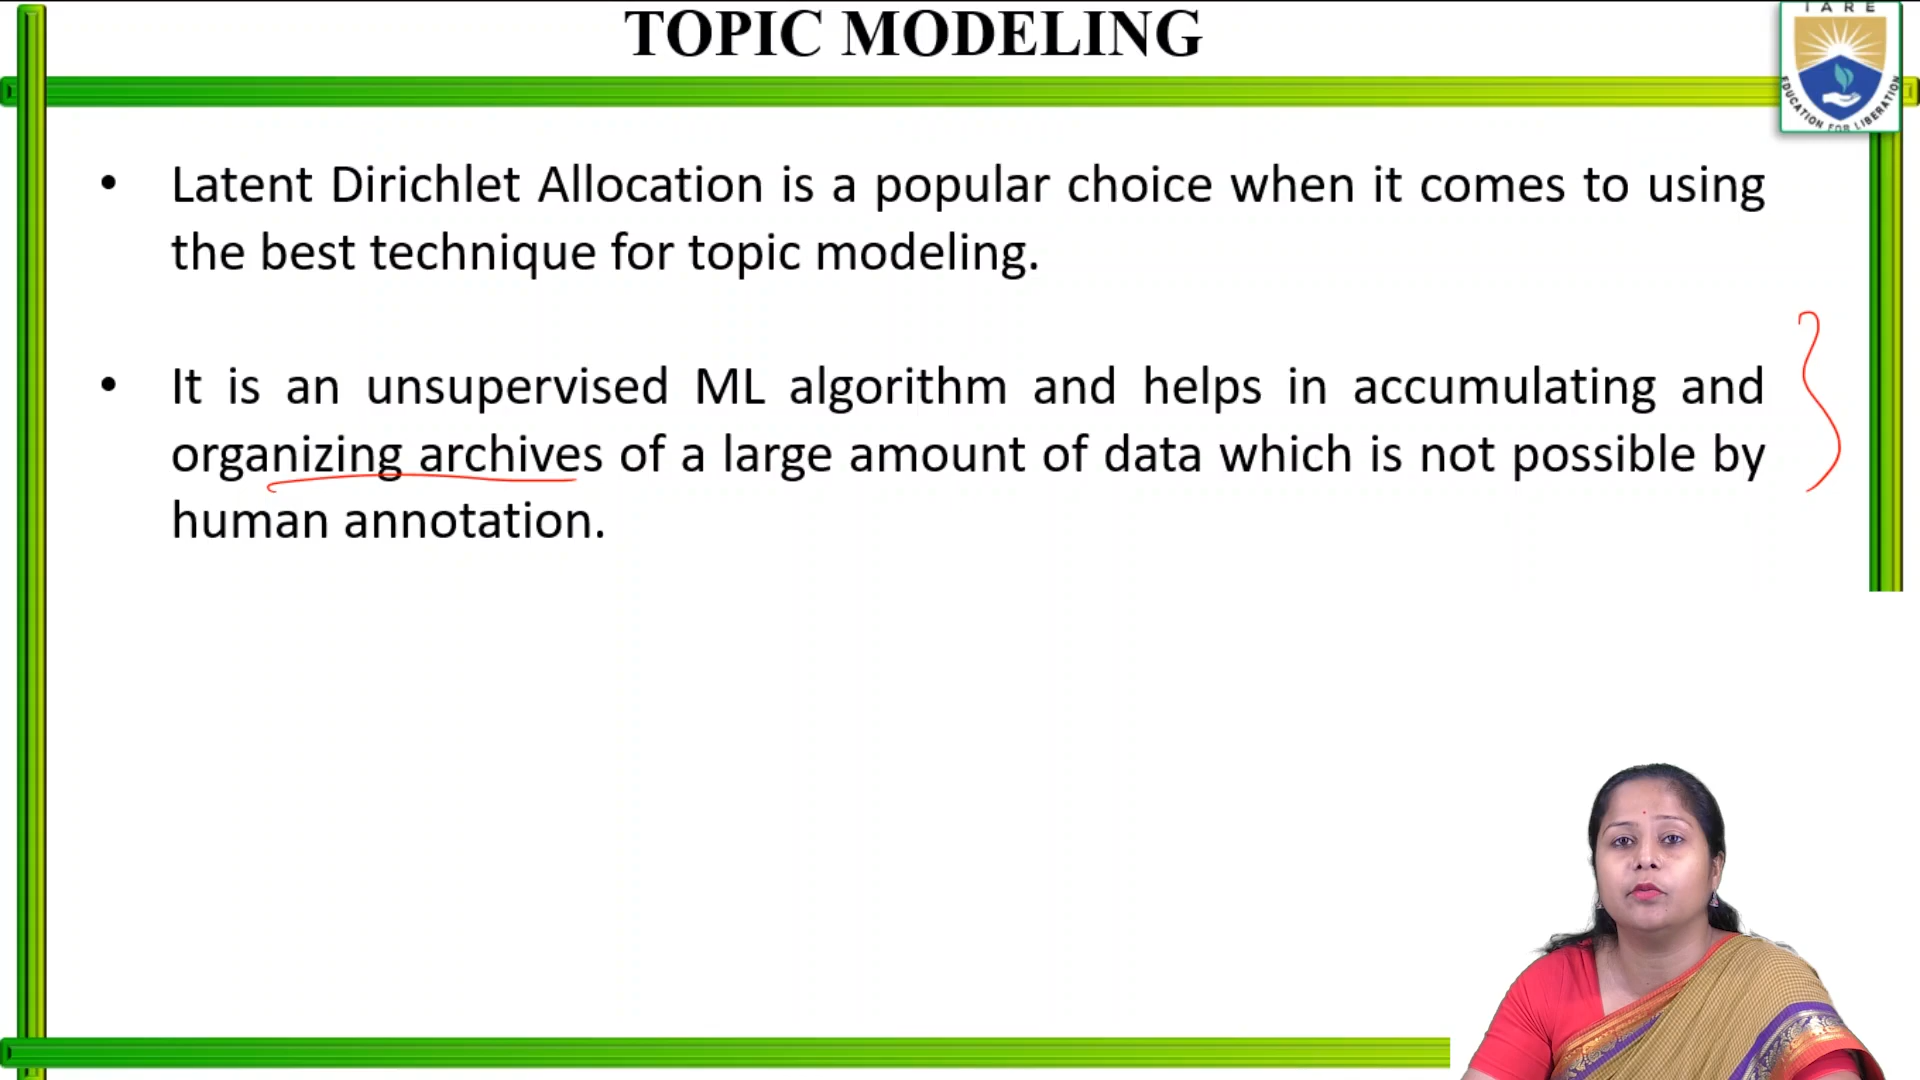 TOPIC MODELING
IARE
EDUCATION FOR LIBERATION
• Latent Dirichlet Allocation is a popular choice when it comes to using
the best technique for topic modeling.
• It is an unsupervised ML algorithm and helps in accumulating and
organizing archives of a large amount of data which is not possible by
human annotation.